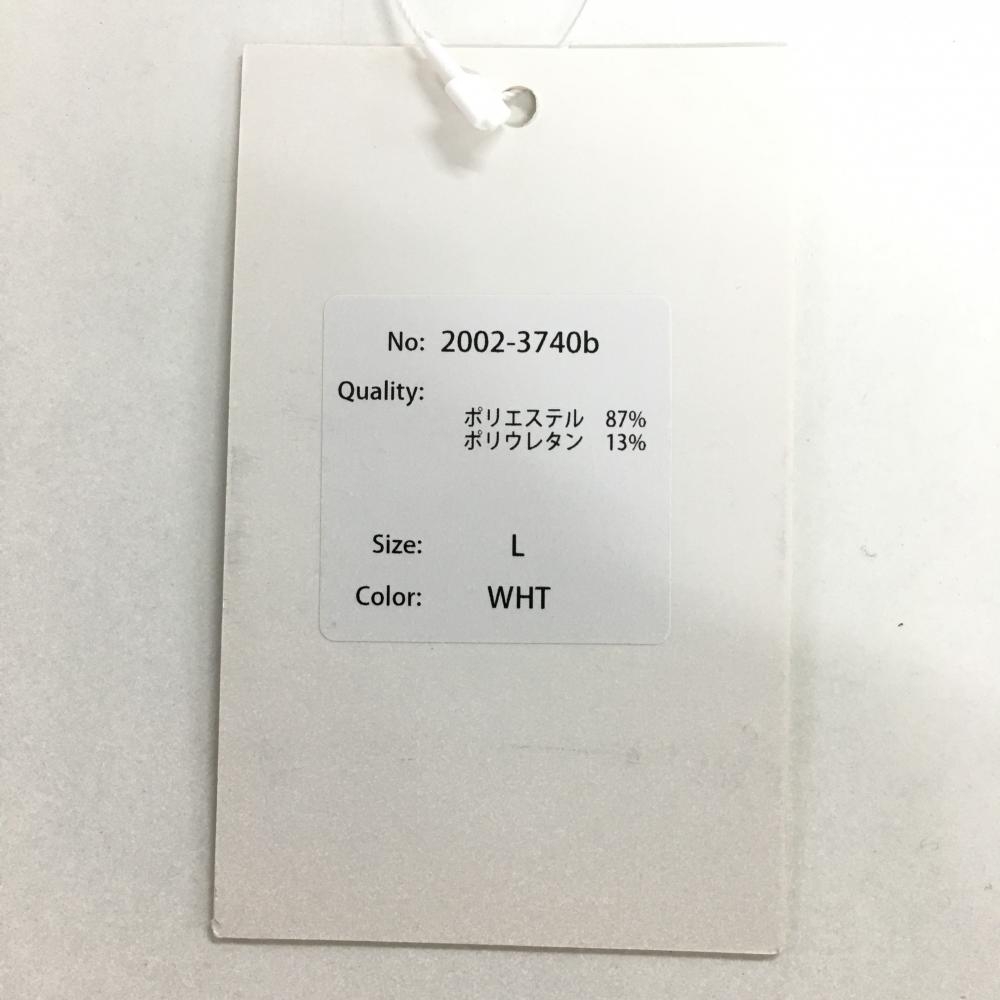 No: 2002-3740b
Quality:
ポリエステル 87%
ポリウレタン 13%
Size: L
Color: WHT